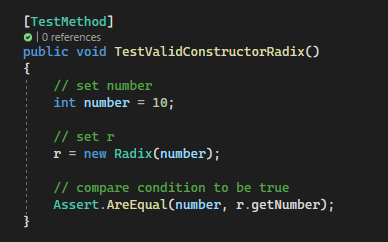 [TestMethod]
| 0 references
public void TestValidConstructorRadix()
{
// set number
int number = 10;
// set r
r = new Radix(number);
// compare condition to be true
Assert.AreEqual(number, r.getNumber);
}